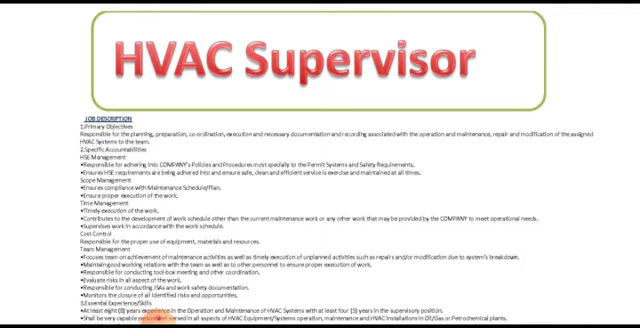 HVAC Supervisor
JOB DESCRIPTION
1.Primary Objectives
Responsible for the planning, preparation, co-ordination, execution and necessary documentation and recording associated with the operation and maintenance, repair and modification of the assigned
HVAC Systems to the team.
2.Specific Accountabilities
HSE Management
•Responsible for adhering into COMPANY's Policies and Procedures most specially to the Permit Systems and Safety Requirements.
•Ensures HSE requirements are being adhered into and ensure safe, clean and efficient service is exercise and maintained at all times.
Scope Management
•Ensures compliance with Maintenance Schedule/Plan.
•Ensure proper execution of the work.
Time Management
•Timely execution of the work.
•Contributes to the development of work schedule other than the current maintenance work or any other work that may be provided by the COMPANY to meet operational needs.
•Supervises work in accordance with the work schedule.
Cost Control
Responsible for the proper use of equipment, materials and resources.
Team Management
•Focuses team on achievement of maintenance activities as well as timely execution of unplanned activities such as repairs and/or modification due to system's breakdown.
•Maintain good working relations with the team as well as to other personnel to ensure proper execution of work.
•Responsible for conducting tool-box meeting and other coordination.
•Evaluate risks in all aspect of the work.
•Responsible for conducting JSAs and work safety documentation.
•Monitors the closure of all identified risks and opportunities.
3.Essential Experience/Skills
•At least eight (8) years experience in the Operation and Maintenance of HVAC Systems with at least four (5) years in the supervisory position.
•Shall be very capable versed in all aspects of HVAC Equipment/Systems operation, maintenance and HVAC Installations in Oil/Gas or Petrochemical plants.